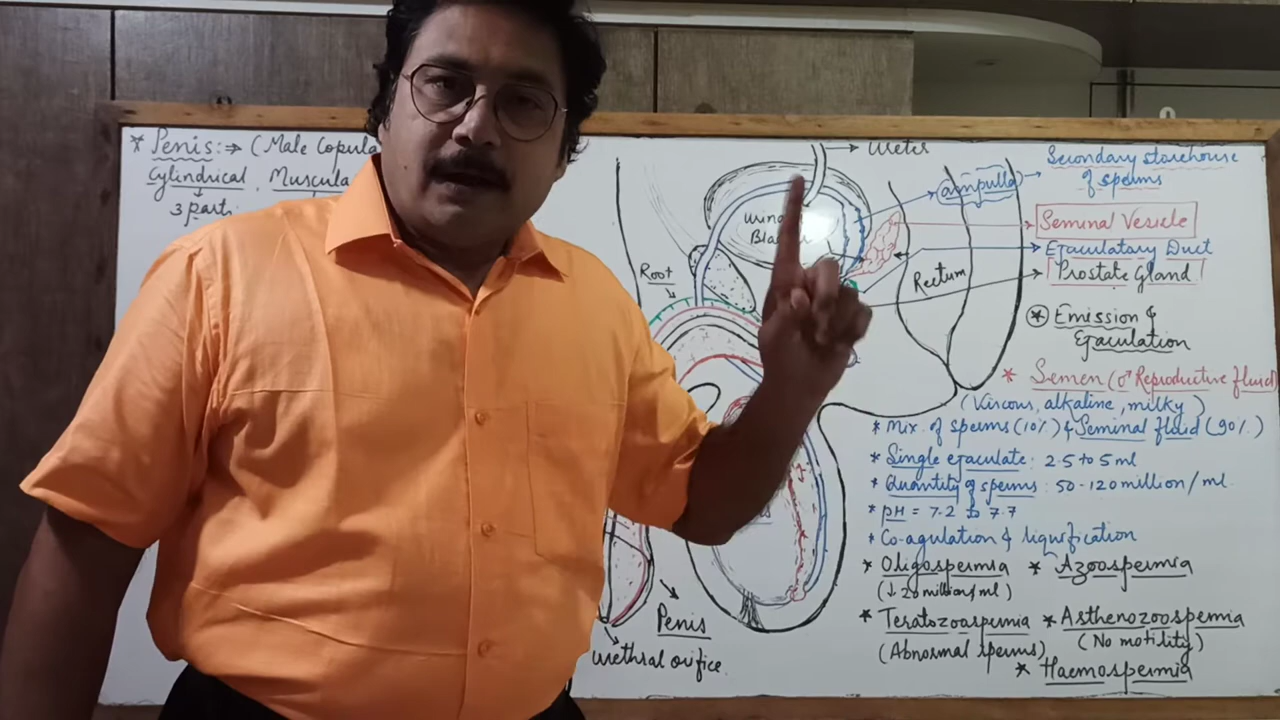 * Penis :⇒ (Male Copula
Cylindrical, Muscula
3 parts
Ureter
Urin
Bla
Root
Rectum
Penis
Urethral orifice
ampulla
Secondary storehouse
of sperms
Seminal Vesicle
Ejaculatory Duct
Prostate Gland
* Emission &
Ejaculation
* Semen (♂ Reproductive fluid)
(Viscous, alkaline, milky)
* Mix. of sperms (10%) & Seminal fluid (90%)
* Single ejaculate : 2.5 to 5 ml
* Quantity of sperms : 50-120 million/ml.
* pH = 7.2 to 7.7
* Co-agulation & liquification
* Oligospermia * Azoospermia
(↓ 20 million/ml)
* Teratozoospermia * Asthenozoospermia
(Abnormal sperms) (No motility)
* Haemospermia